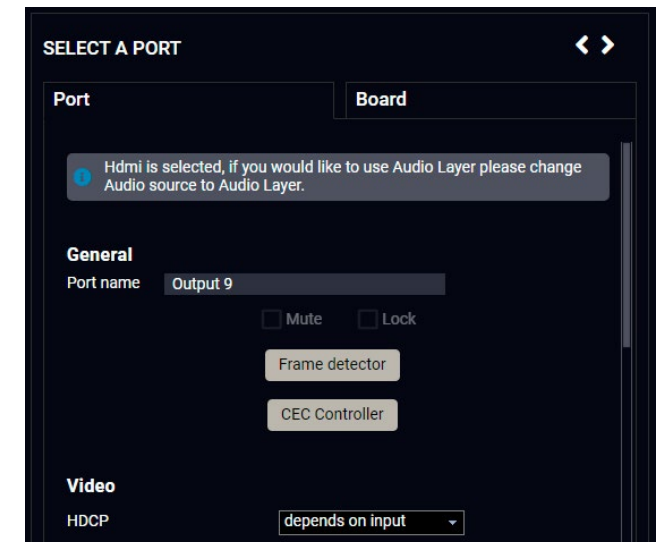 SELECT A PORT
Port Board
Hdmi is selected, if you would like to use Audio Layer please change
Audio source to Audio Layer.
General
Port name Output 9
Mute Lock
Frame detector
CEC Controller
Video
HDCP depends on input